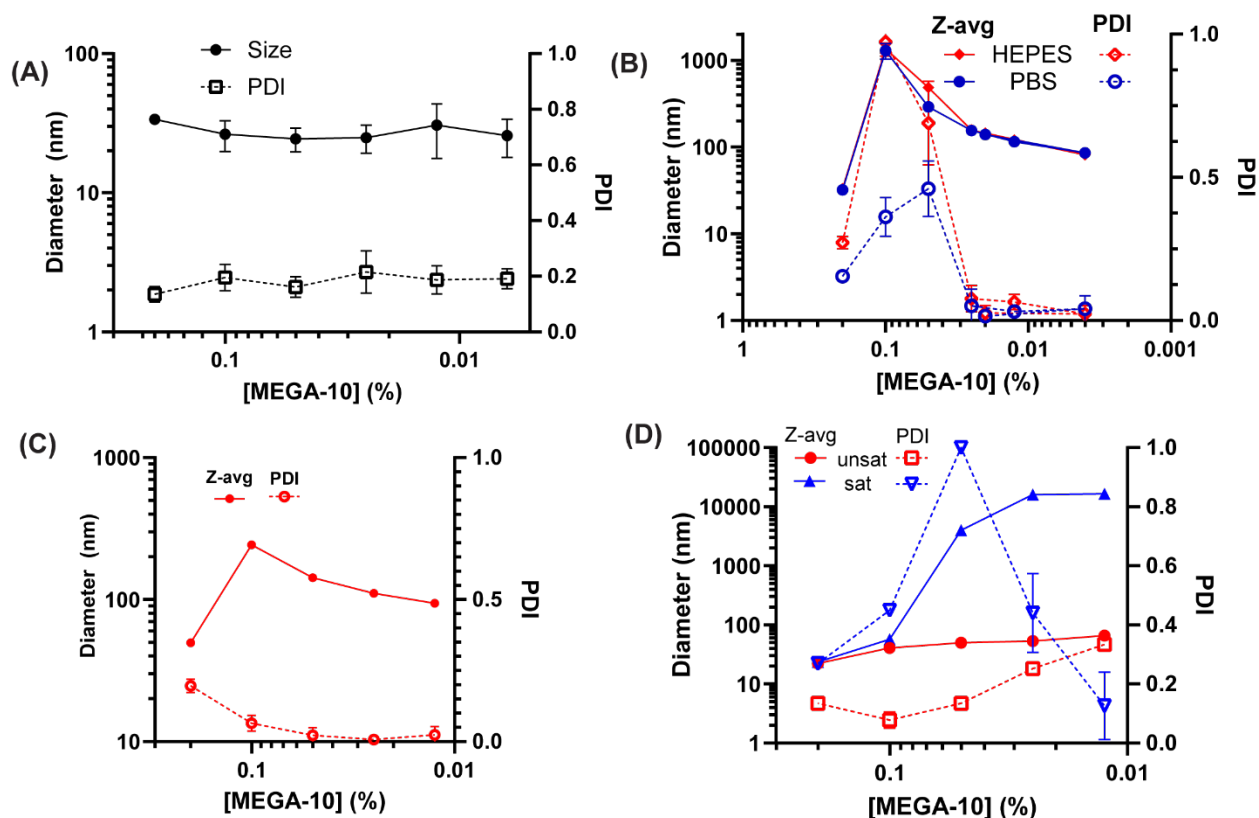 (A)
Size
PDI
100
10
1
1.0
0.8
0.6
0.4
0.2
0.0
Diameter (nm)
PDI
0.1
0.01
[MEGA-10] (%)
(B)
Z-avg PDI
HEPES
PBS
1000
100
10
1
1.0
0.5
0.0
Diameter (nm)
PDI
1
0.1
0.01
0.001
[MEGA-10] (%)
(C)
Z-avg PDI
1000
100
10
1.0
0.5
0.0
Diameter (nm)
PDI
0.1
0.01
[MEGA-10] (%)
(D)
Z-avg PDI
unsat
sat
100000
10000
1000
100
10
1
1.0
0.8
0.6
0.4
0.2
0.0
Diameter (nm)
PDI
0.1
0.01
[MEGA-10] (%)